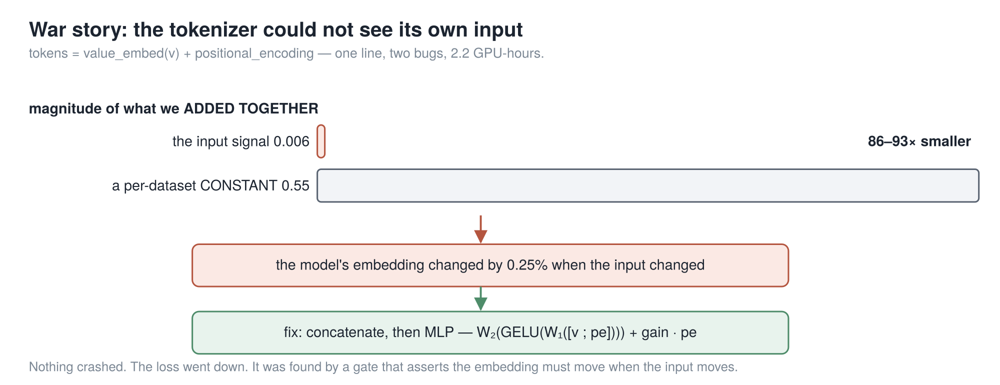 War story: the tokenizer could not see its own input
tokens = value_embed(v) + positional_encoding — one line, two bugs, 2.2 GPU-hours.
magnitude of what we ADDED TOGETHER
the input signal 0.006
86–93× smaller
a per-dataset CONSTANT 0.55
the model's embedding changed by 0.25% when the input changed
fix: concatenate, then MLP — W₂(GELU(W₁([v ; pe]))) + gain · pe
Nothing crashed. The loss went down. It was found by a gate that asserts the embedding must move when the input moves.